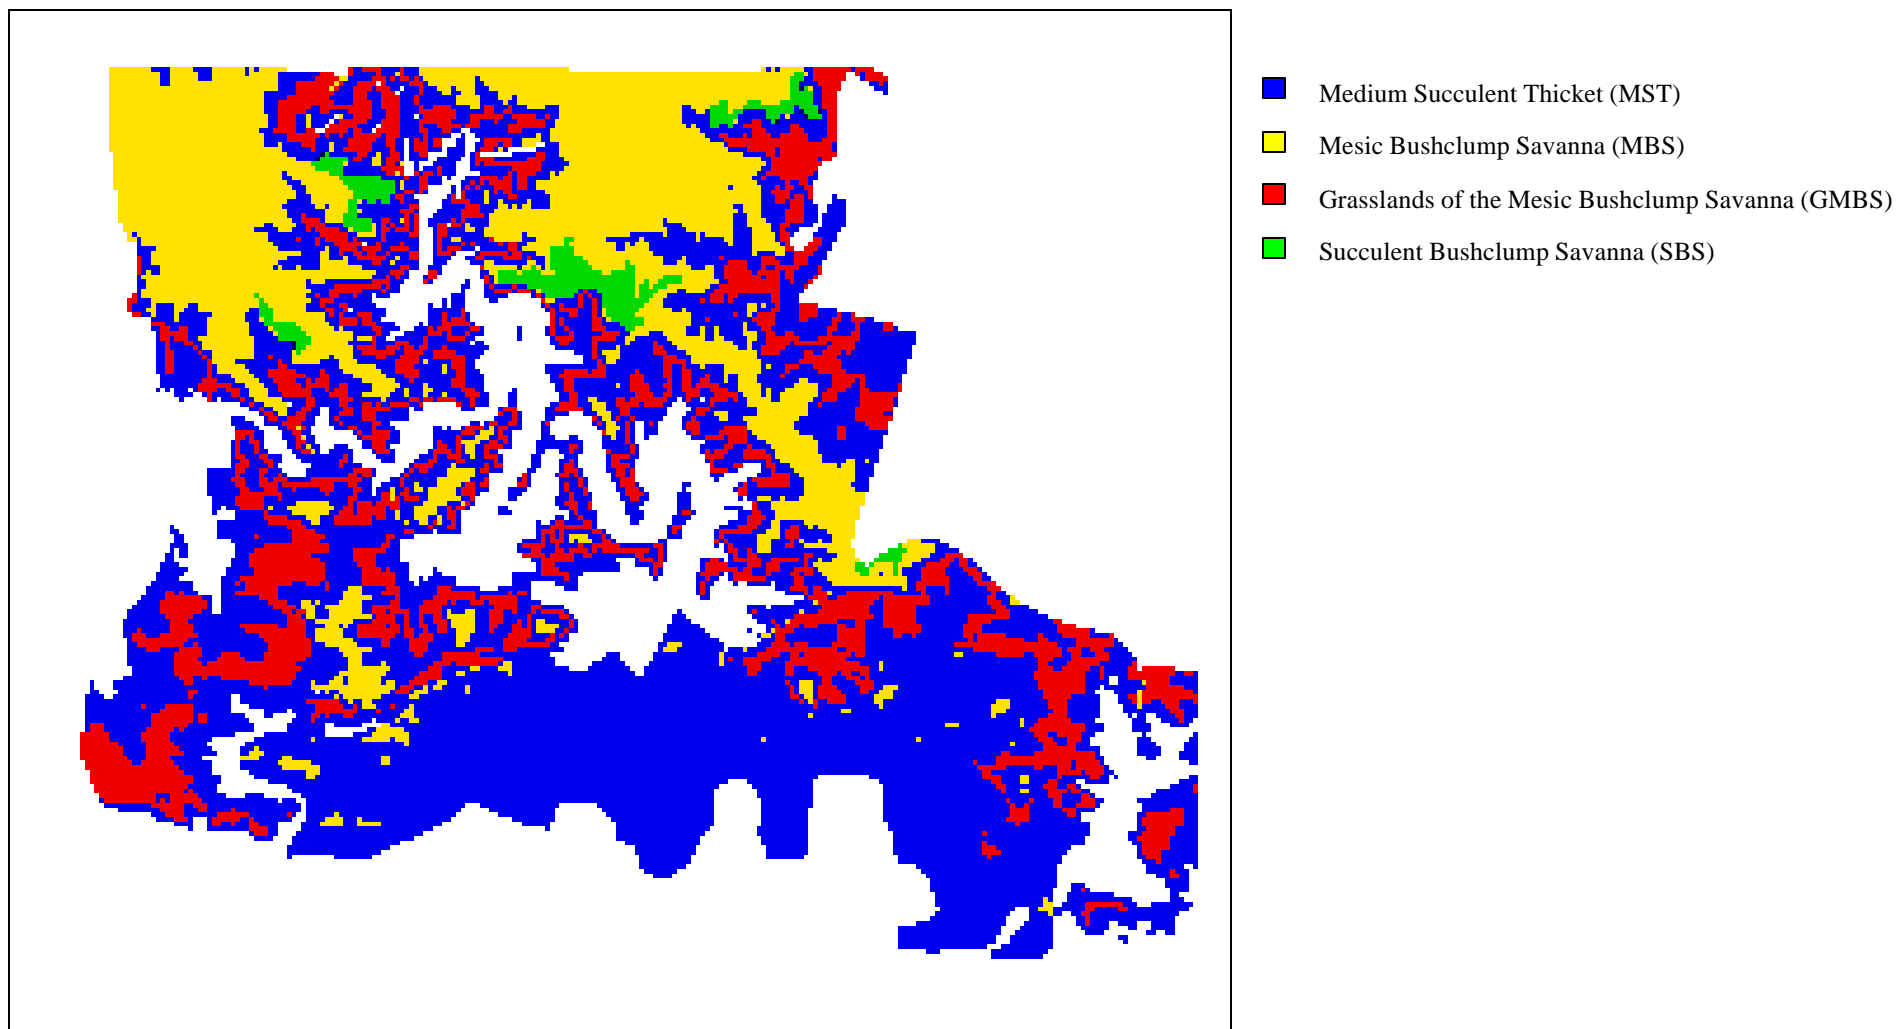 Medium Succulent Thicket (MST)
Mesic Bushclump Savanna (MBS)
Grasslands of the Mesic Bushclump Savanna (GMBS)
Succulent Bushclump Savanna (SBS)